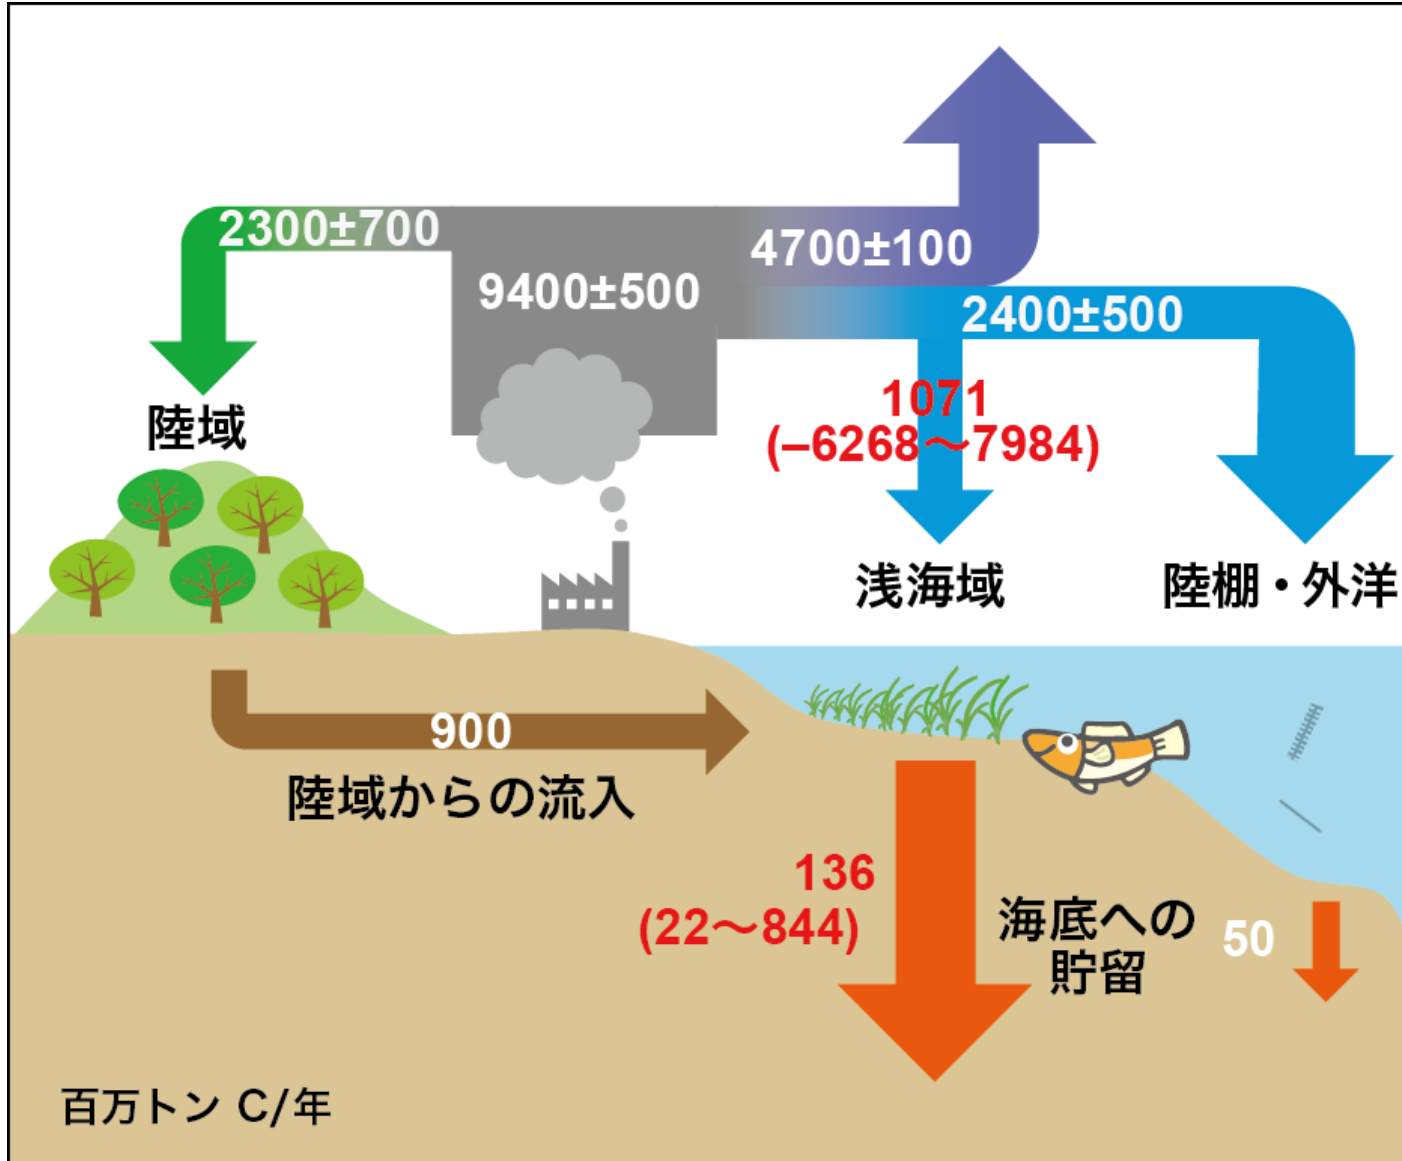 2300±700
9400±500
4700±100
2400±500
1071
(–6268～7984)
陸域
浅海域
陸棚・外洋
900
陸域からの流入
136
(22～844)
海底への
貯留
50
百万トン C/年